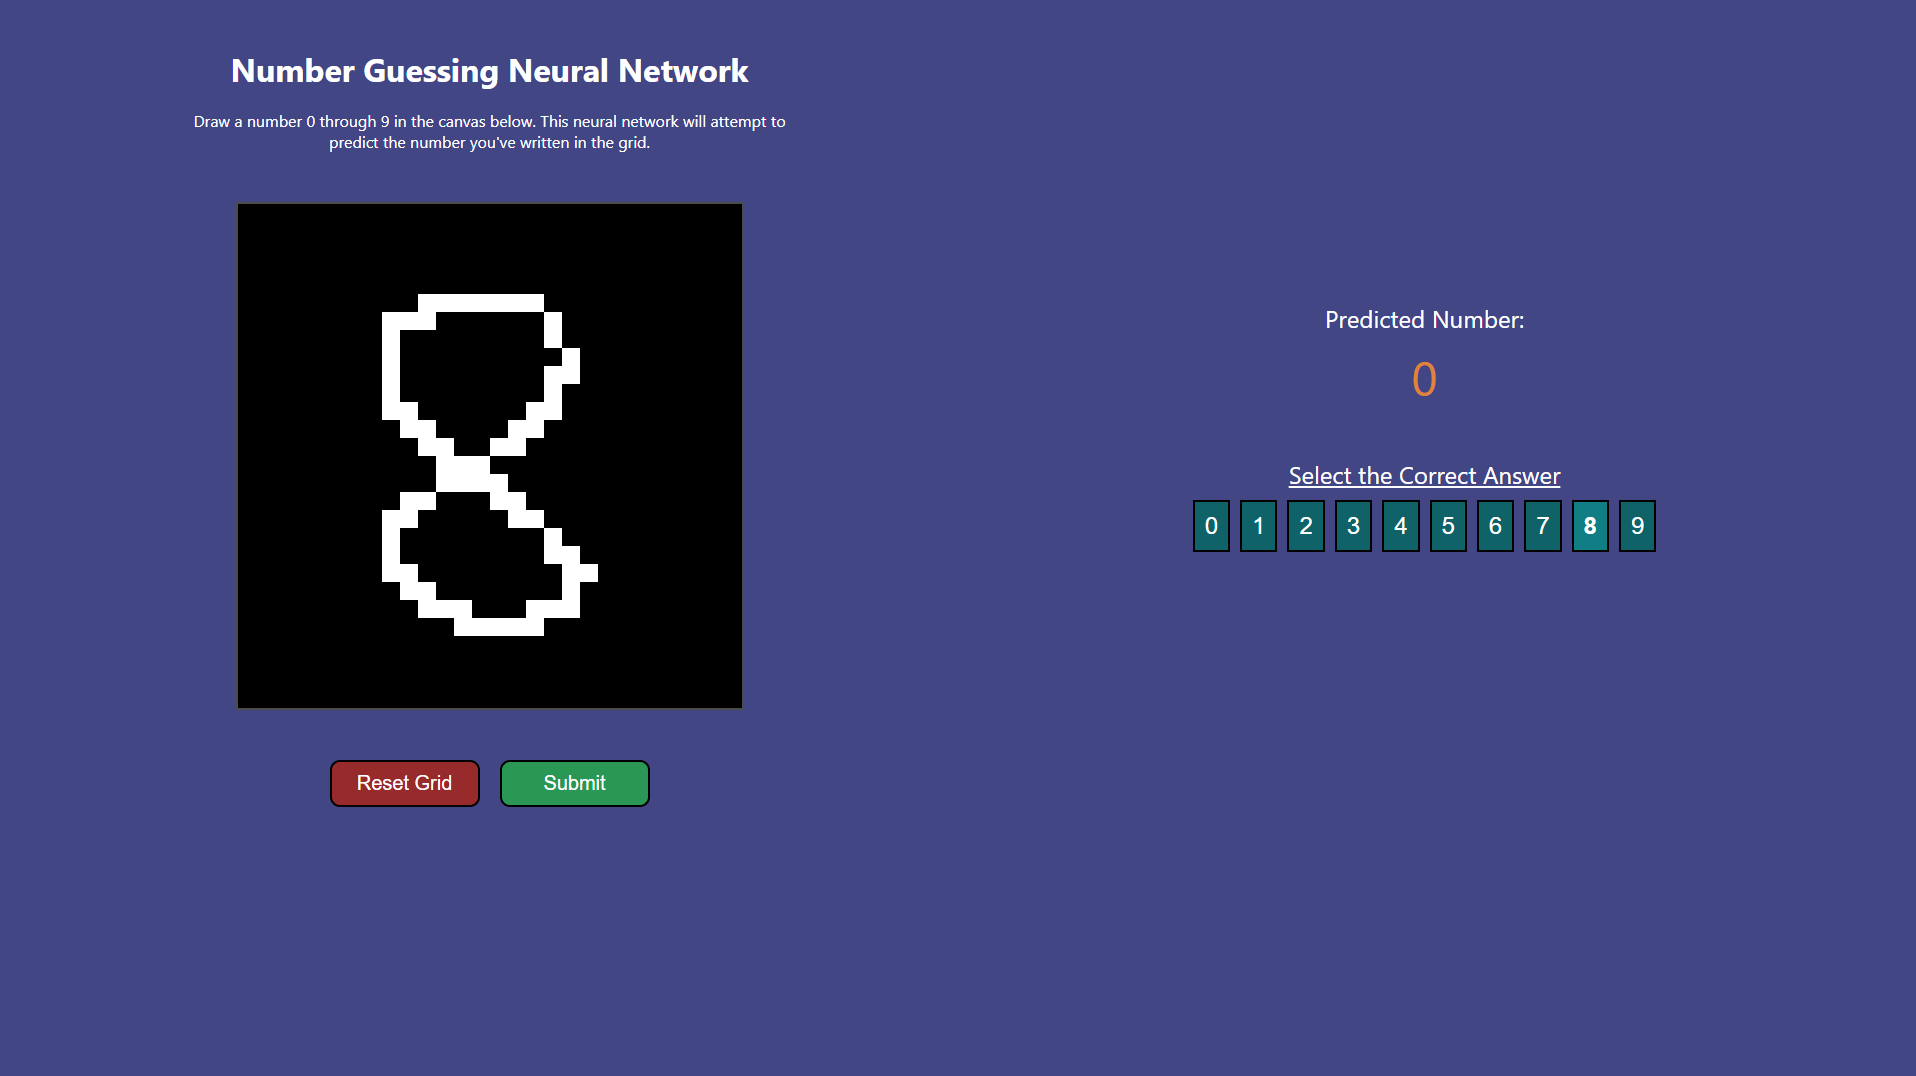 Number Guessing Neural Network
Draw a number 0 through 9 in the canvas below. This neural network will attempt to
predict the number you've written in the grid.
8
Predicted Number:
0
Select the Correct Answer
0 1 2 3 4 5 6 7 8 9
Reset Grid Submit